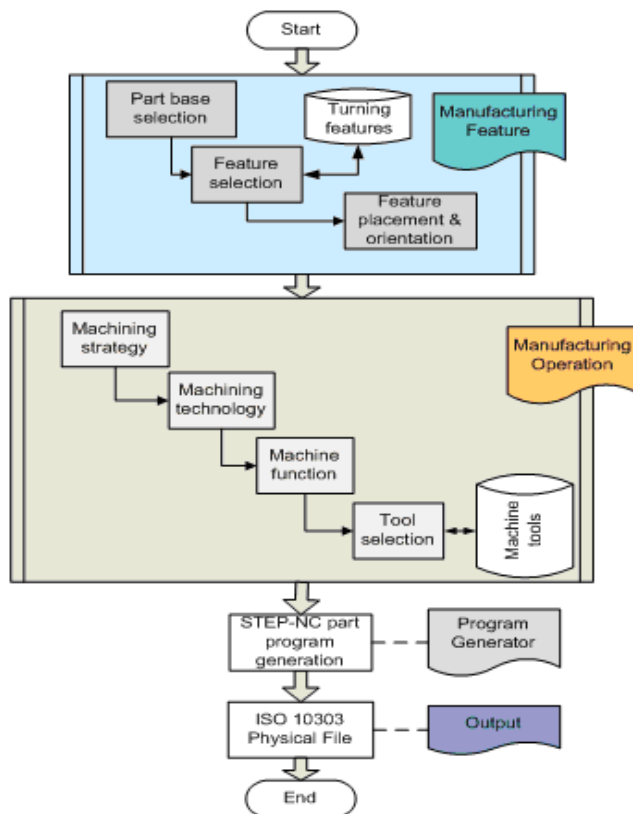 Start
Part base
selection
Turning
features
Manufacturing
Feature
Feature
selection
Feature
placement &
orientation
Machining
strategy
Manufacturing
Operation
Machining
technology
Machine
function
Tool
selection
Machine
tools
STEP-NC part
program
generation
Program
Generator
ISO 10303
Physical File
Output
End